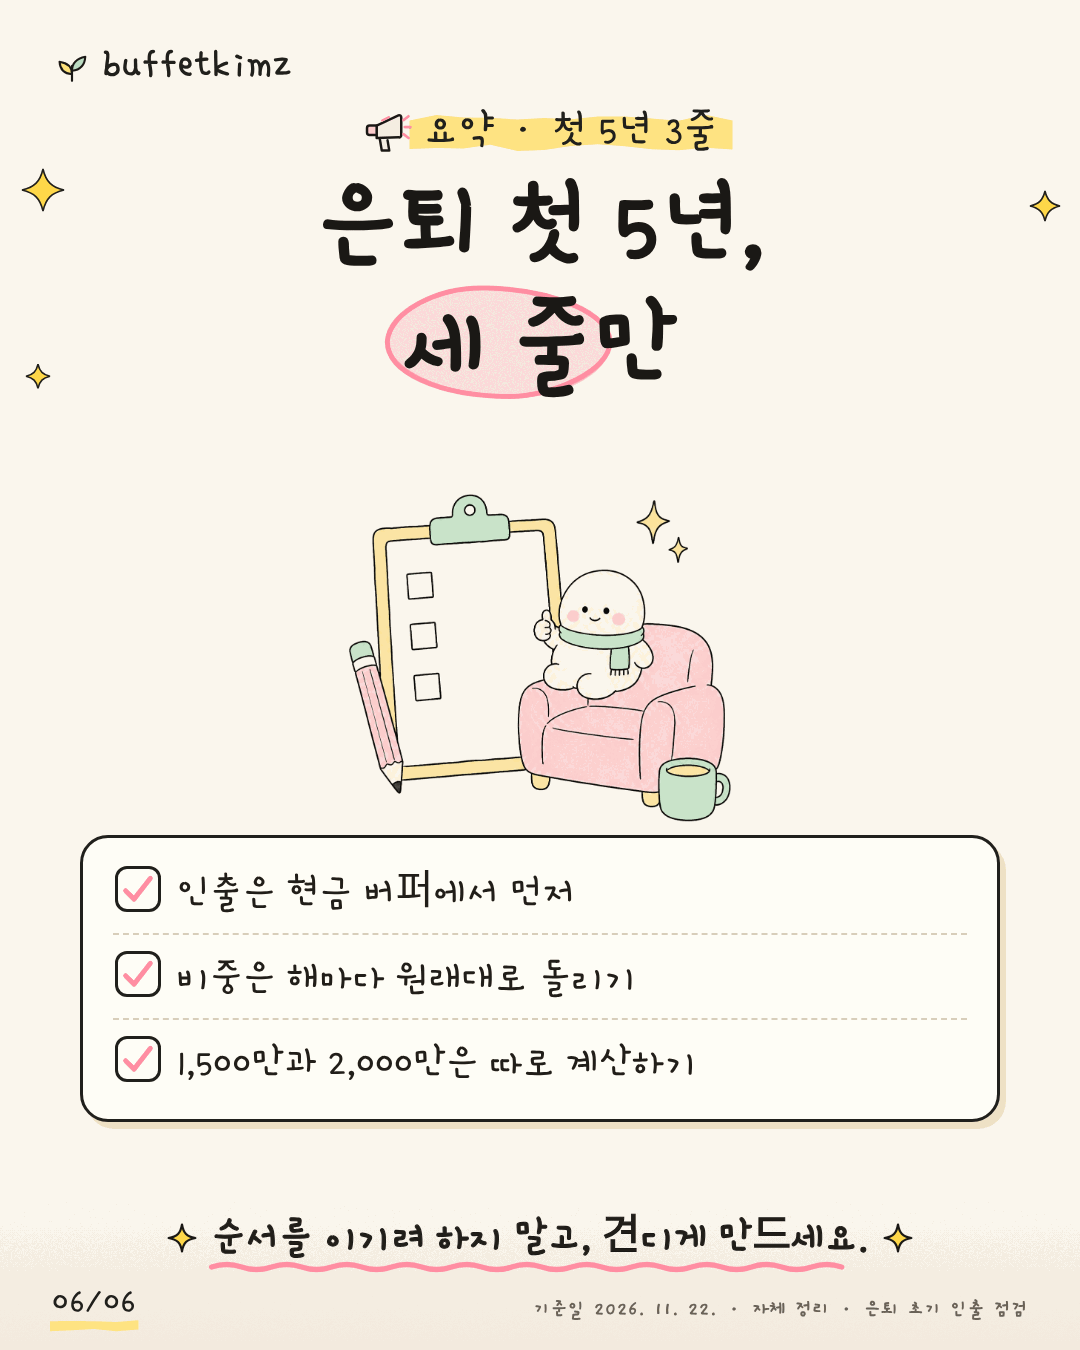 buffetkimz
요약 · 첫 5년 3줄
은퇴 첫 5년,
세 줄만
인출은 현금 버퍼에서 먼저
비중은 해마다 원래대로 돌리기
1,500만과 2,000만은 따로 계산하기
순서를 이기려 하지 말고, 견디게 만드세요.
06/06
기준일 2026. 11. 22. · 자체 정리 · 은퇴 초기 인출 점검